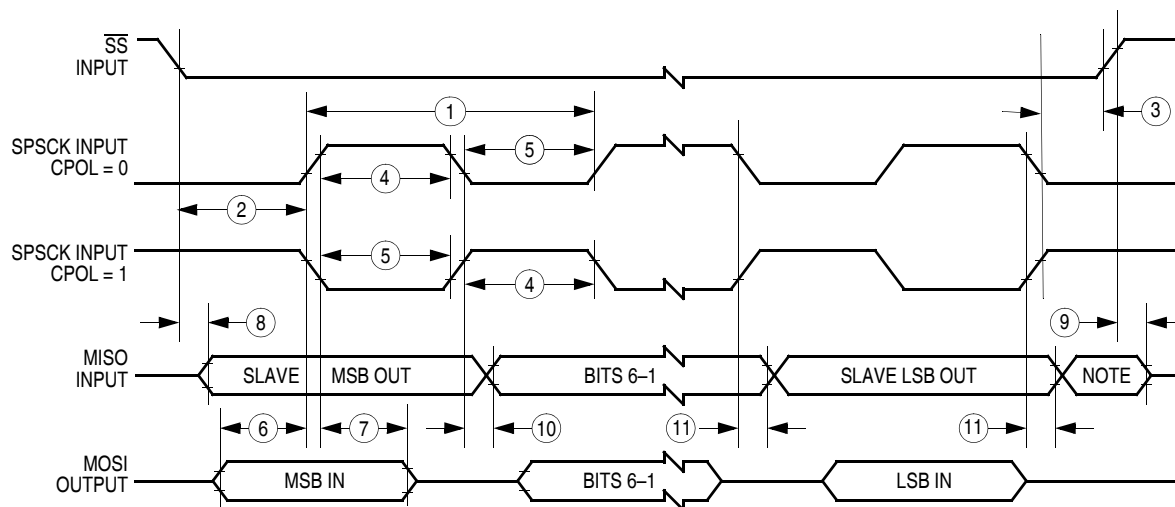 SS
INPUT
1
3
SPSCK INPUT
CPOL = 0
5
4
2
SPSCK INPUT
CPOL = 1
5
4
8
9
MISO
INPUT
SLAVE MSB OUT
BITS 6–1
SLAVE LSB OUT
NOTE
6
7
10
11
11
MOSI
OUTPUT
MSB IN
BITS 6–1
LSB IN